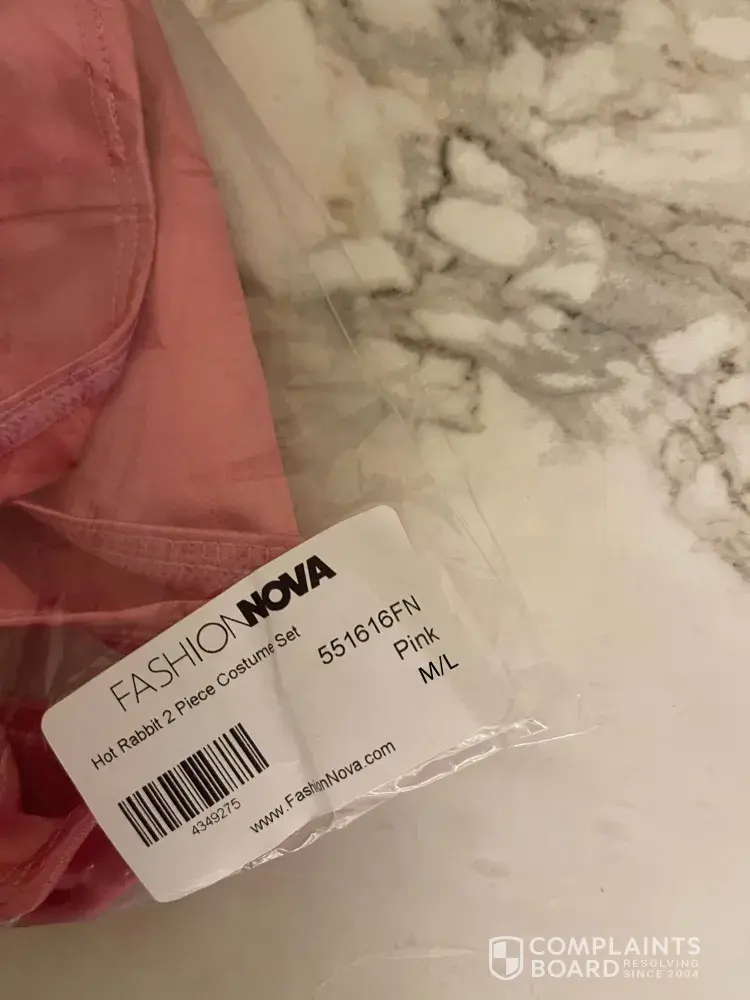 FASHIONNOVA
Hot Rabbit 2 Piece Costume Set
551616FN
Pink
M/L
4349275
www.FashionNova.com
COMPLAINTS
BOARD RESOLVING
SINCE 2004